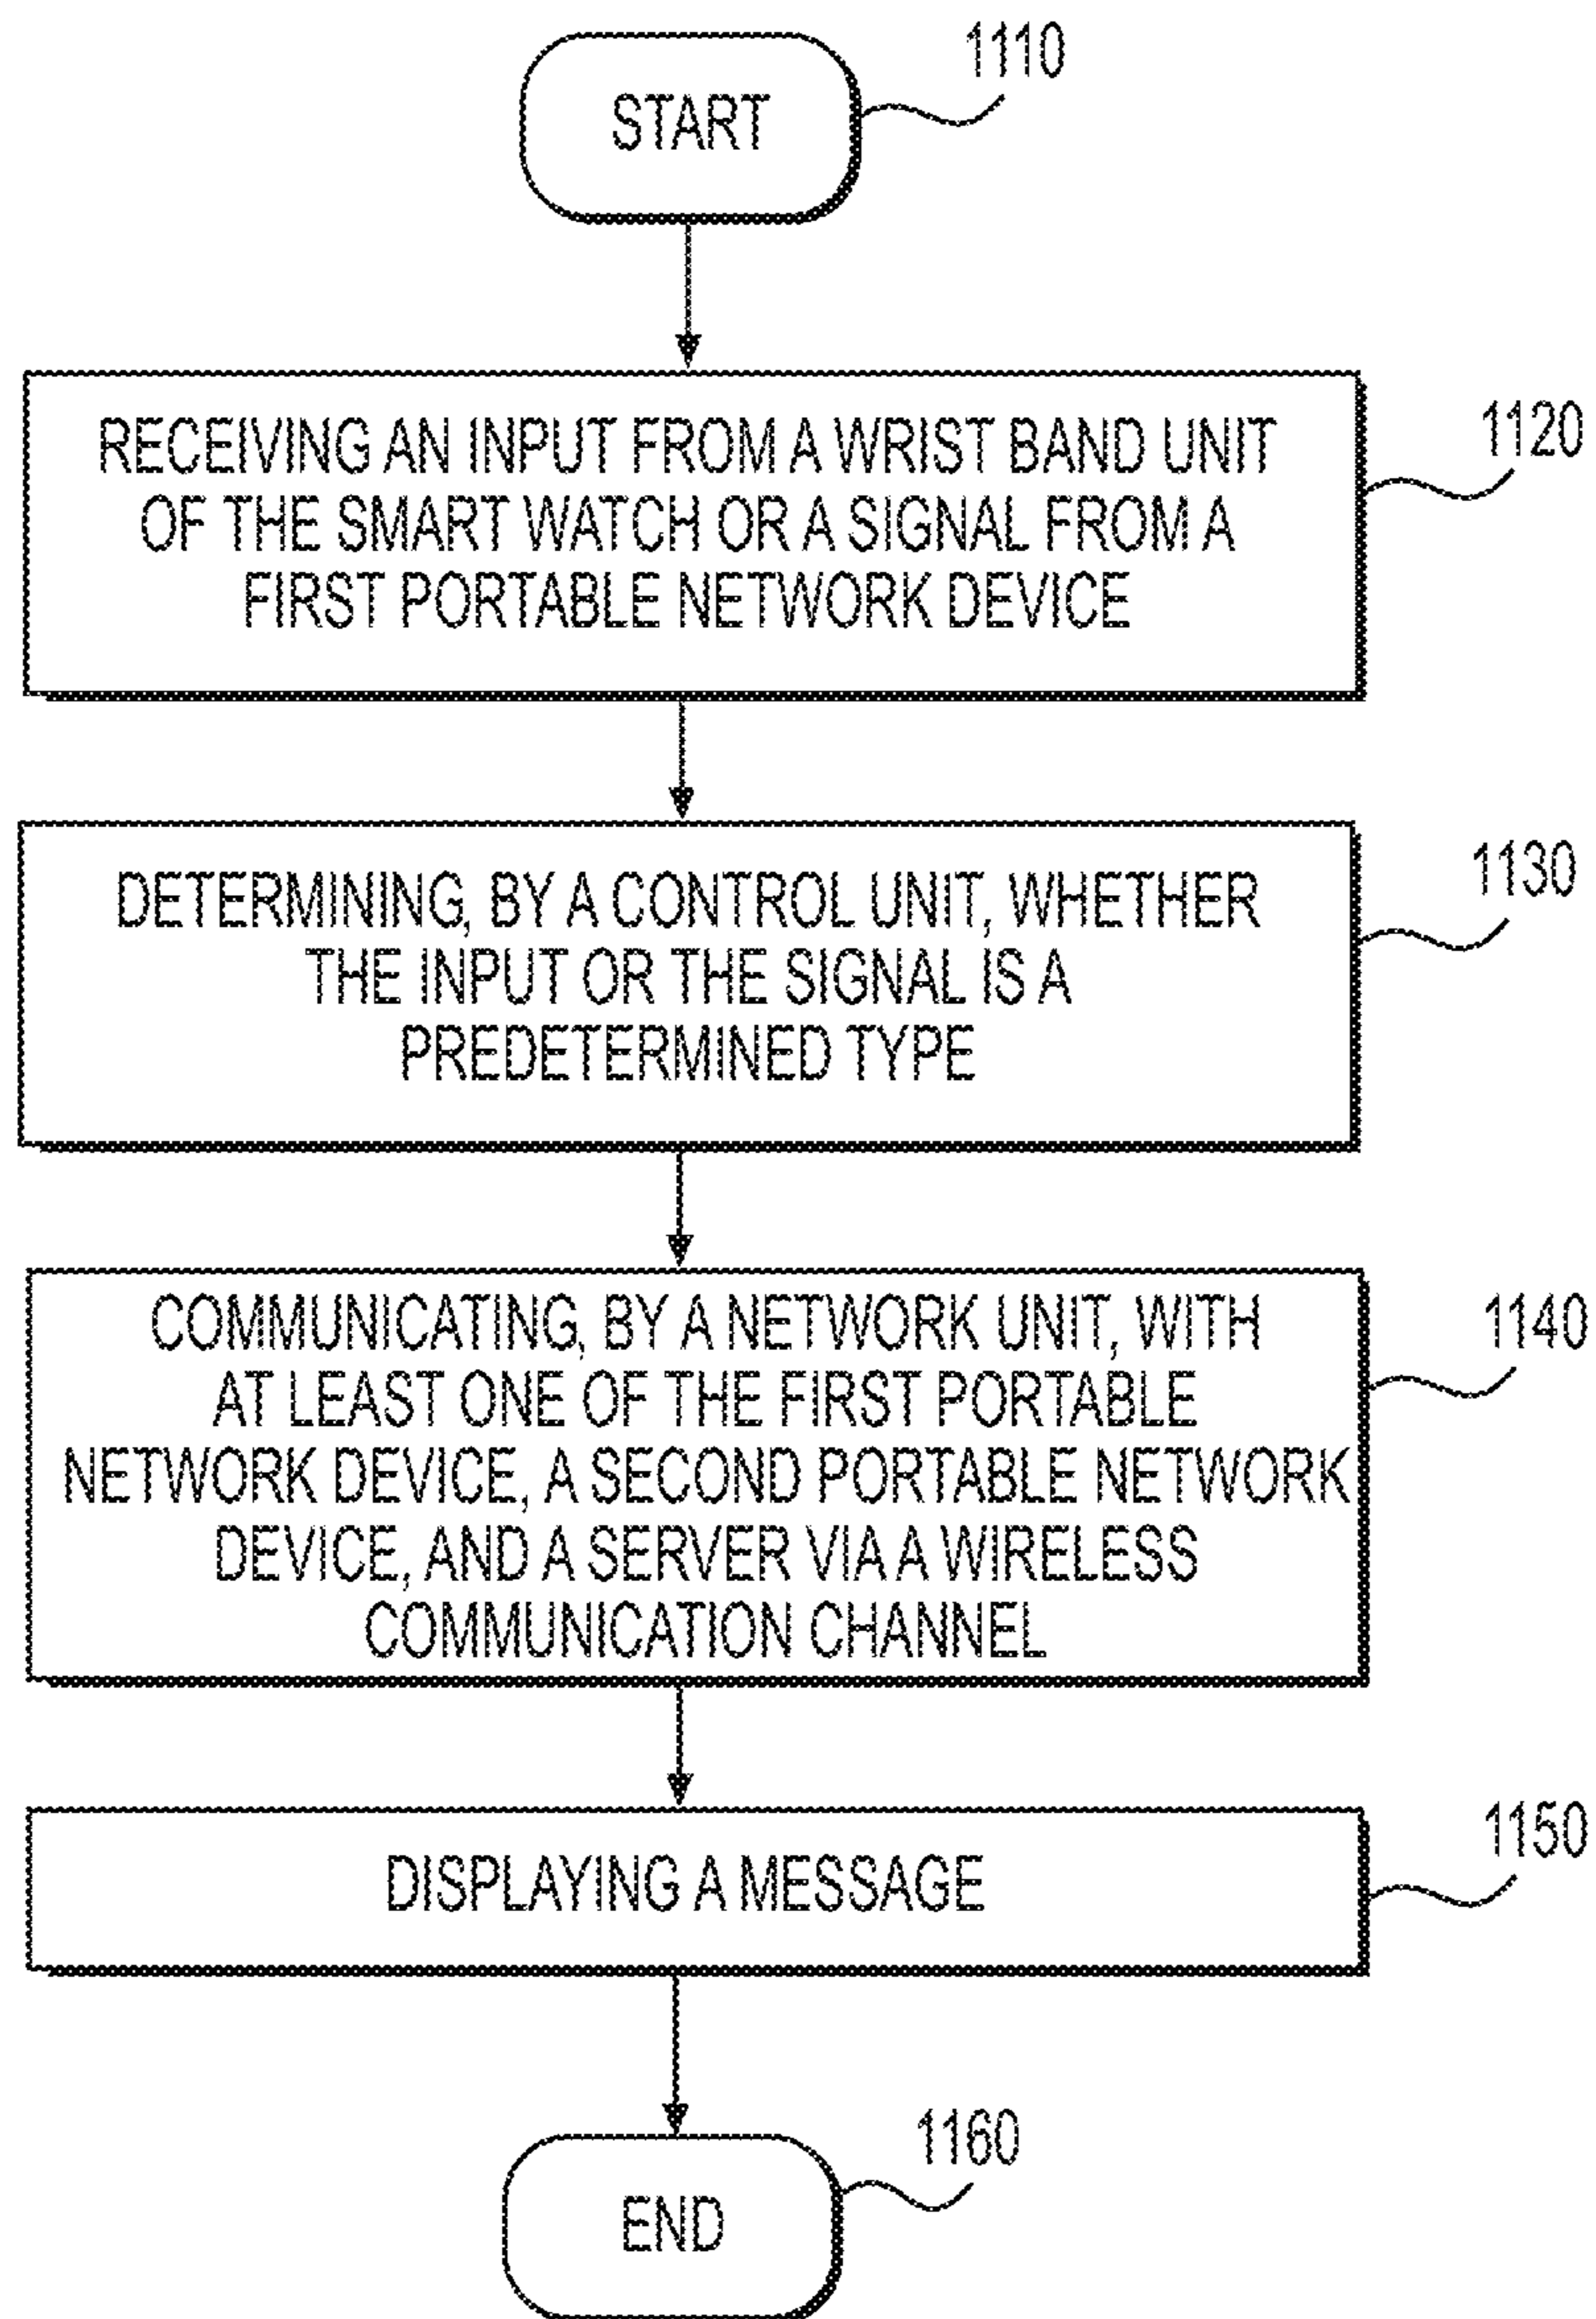 1110
START
1120
RECEIVING AN INPUT FROM A WRIST BAND UNIT
OF THE SMART WATCH OR A SIGNAL FROM A
FIRST PORTABLE NETWORK DEVICE
1130
DETERMINING, BY A CONTROL UNIT, WHETHER
THE INPUT OR THE SIGNAL IS A
PREDETERMINED TYPE
1140
COMMUNICATING, BY A NETWORK UNIT, WITH
AT LEAST ONE OF THE FIRST PORTABLE
NETWORK DEVICE, A SECOND PORTABLE NETWORK
DEVICE, AND A SERVER VIA A WIRELESS
COMMUNICATION CHANNEL
1150
DISPLAYING A MESSAGE
1160
END